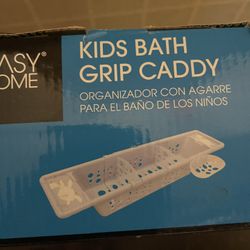 ASY®
OME
KIDS BATH
GRIP CADDY
ORGANIZADOR CON AGARRE
PARA EL BAÑO DE LOS NIÑOS